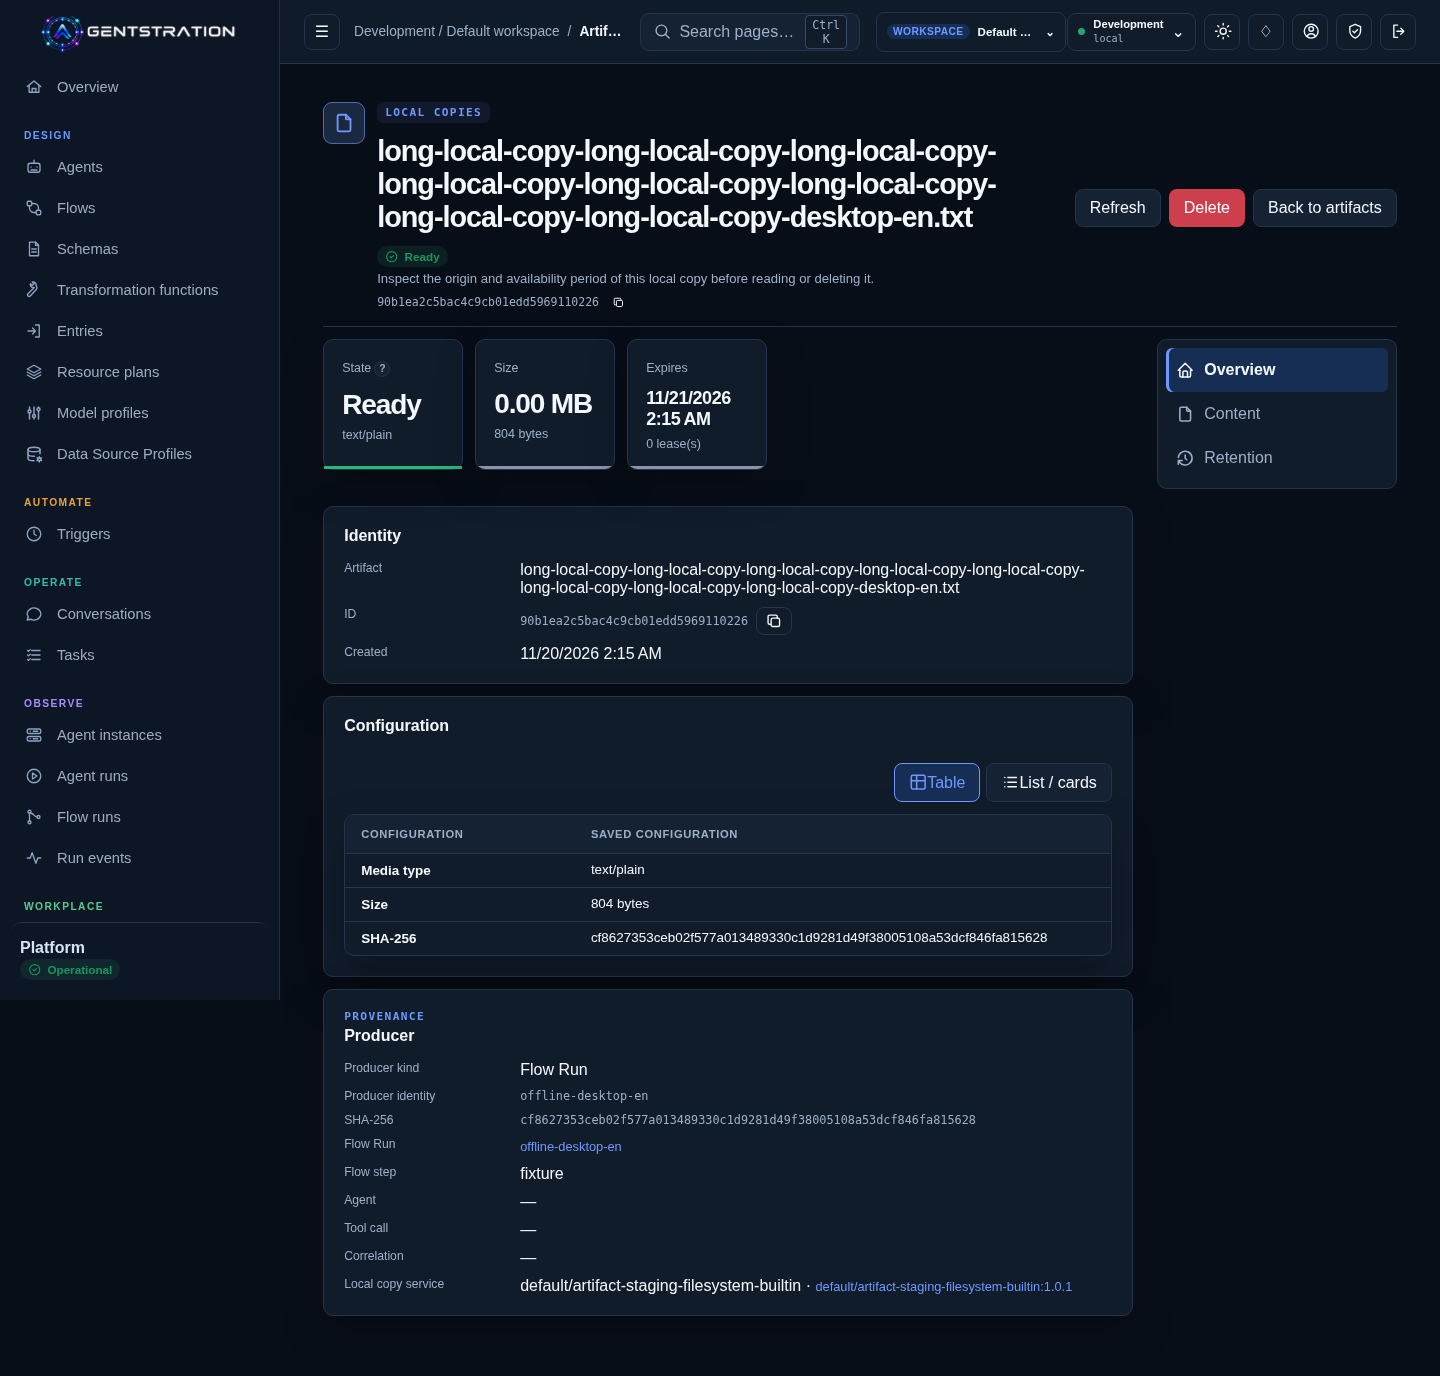 GENTSTRATION
☰
Development / Default workspace / Artif…
Search pages…
Ctrl K
WORKSPACE Default …
Development
local
Overview
DESIGN
Agents
Flows
Schemas
Transformation functions
Entries
Resource plans
Model profiles
Data Source Profiles
AUTOMATE
Triggers
OPERATE
Conversations
Tasks
OBSERVE
Agent instances
Agent runs
Flow runs
Run events
WORKPLACE
Platform
Operational
LOCAL COPIES
long-local-copy-long-local-copy-long-local-copy-
long-local-copy-long-local-copy-long-local-copy-
long-local-copy-long-local-copy-desktop-en.txt
Refresh
Delete
Back to artifacts
Ready
Inspect the origin and availability period of this local copy before reading or deleting it.
90b1ea2c5bac4c9cb01edd5969110226
State ?
Ready
text/plain
Size
0.00 MB
804 bytes
Expires
11/21/2026
2:15 AM
0 lease(s)
Overview
Content
Retention
Identity
Artifact
long-local-copy-long-local-copy-long-local-copy-long-local-copy-long-local-copy-
long-local-copy-long-local-copy-long-local-copy-desktop-en.txt
ID
90b1ea2c5bac4c9cb01edd5969110226
Created
11/20/2026 2:15 AM
Configuration
Table
List / cards
CONFIGURATION SAVED CONFIGURATION
Media type text/plain
Size 804 bytes
SHA-256 cf8627353ceb02f577a013489330c1d9281d49f38005108a53dcf846fa815628
PROVENANCE
Producer
Producer kind Flow Run
Producer identity offline-desktop-en
SHA-256 cf8627353ceb02f577a013489330c1d9281d49f38005108a53dcf846fa815628
Flow Run offline-desktop-en
Flow step fixture
Agent —
Tool call —
Correlation —
Local copy service default/artifact-staging-filesystem-builtin · default/artifact-staging-filesystem-builtin:1.0.1